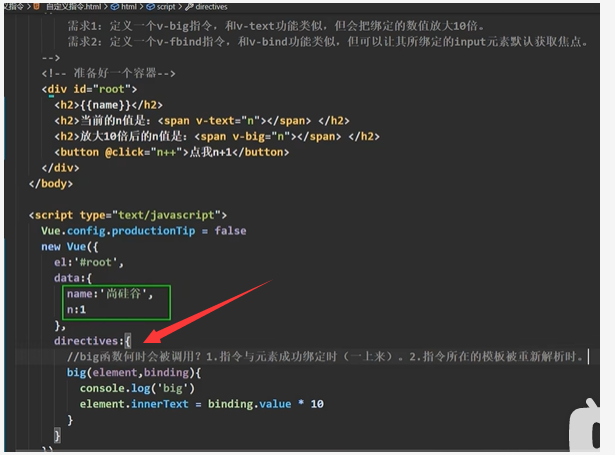 义指令 > 自定义指令.html > html > script > directives
需求1：定义一个v-big指令，和v-text功能类似，但会把绑定的数值放大10倍。
需求2：定义一个v-fbind指令，和v-bind功能类似，但可以让其所绑定的input元素默认获取焦点。
-->
<!-- 准备好一个容器-->
<div id="root">
<h2>{{name}}</h2>
<h2>当前的n值是：<span v-text="n"></span> </h2>
<h2>放大10倍后的n值是：<span v-big="n"></span> </h2>
<button @click="n++">点我n+1</button>
</div>
</body>
<script type="text/javascript">
Vue.config.productionTip = false
new Vue({
el:'#root',
data:{
name:'尚硅谷',
n:1
},
directives:{
//big函数何时会被调用？1.指令与元素成功绑定时（一上来）。2.指令所在的模板被重新解析时。
big(element,binding){
console.log('big')
element.innerText = binding.value * 10
}
}
})